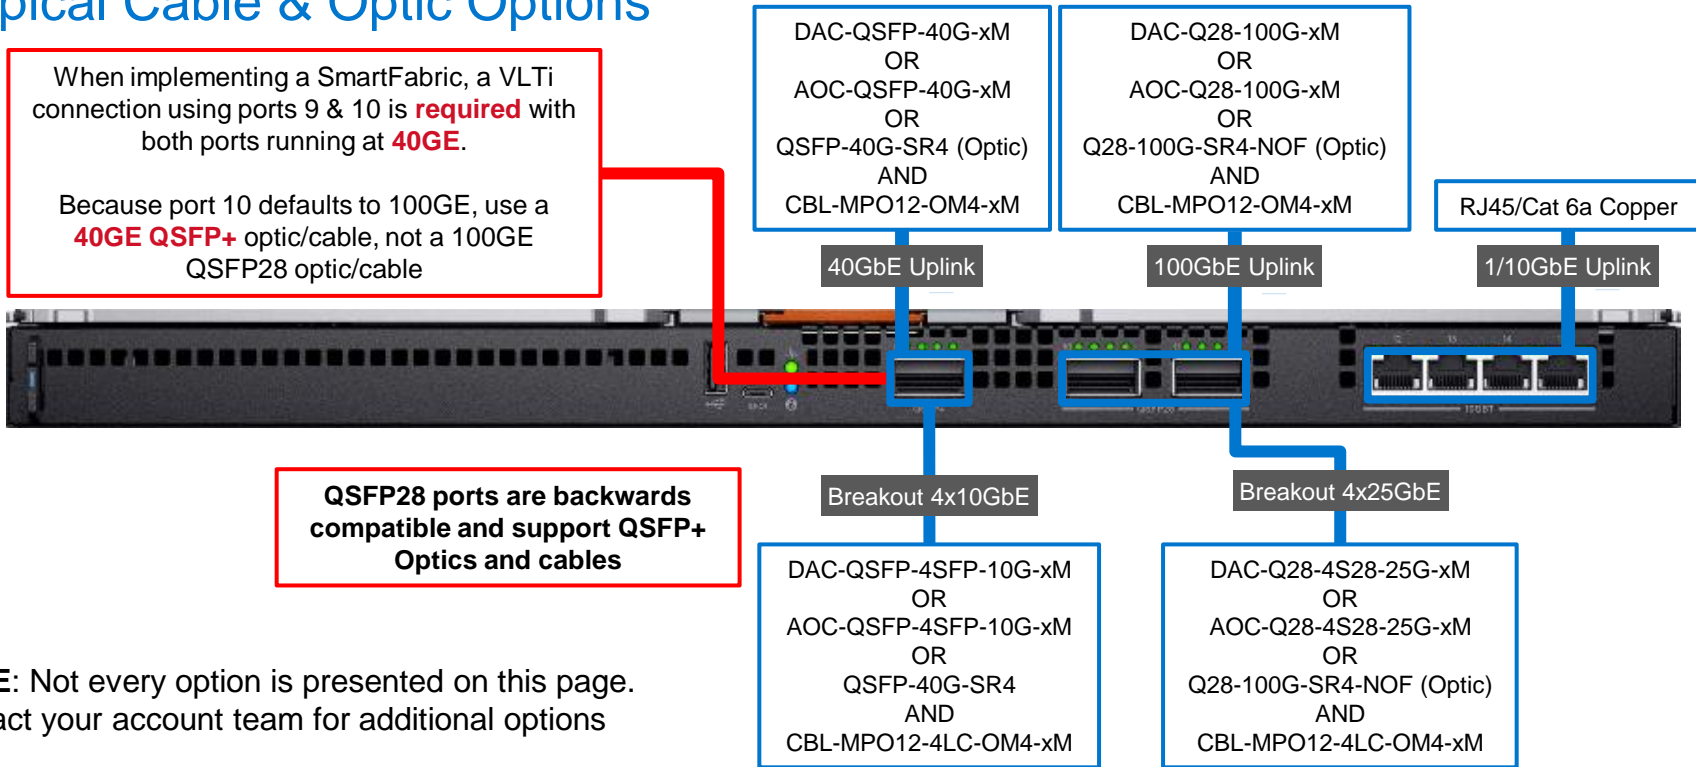 pical Cable & Optic Options
When implementing a SmartFabric, a VLTi
connection using ports 9 & 10 is required with
both ports running at 40GE.
Because port 10 defaults to 100GE, use a
40GE QSFP+ optic/cable, not a 100GE
QSFP28 optic/cable
DAC-QSFP-40G-xM
OR
AOC-QSFP-40G-xM
OR
QSFP-40G-SR4 (Optic)
AND
CBL-MPO12-OM4-xM
DAC-Q28-100G-xM
OR
AOC-Q28-100G-xM
OR
Q28-100G-SR4-NOF (Optic)
AND
CBL-MPO12-OM4-xM
RJ45/Cat 6a Copper
40GbE Uplink
100GbE Uplink
1/10GbE Uplink
12 13 14
QSFP28
10GBT
QSFP28 ports are backwards
compatible and support QSFP+
Optics and cables
Breakout 4x10GbE
Breakout 4x25GbE
DAC-QSFP-4SFP-10G-xM
OR
AOC-QSFP-4SFP-10G-xM
OR
QSFP-40G-SR4
AND
CBL-MPO12-4LC-OM4-xM
DAC-Q28-4S28-25G-xM
OR
AOC-Q28-4S28-25G-xM
OR
Q28-100G-SR4-NOF (Optic)
AND
CBL-MPO12-4LC-OM4-xM
E: Not every option is presented on this page.
act your account team for additional options